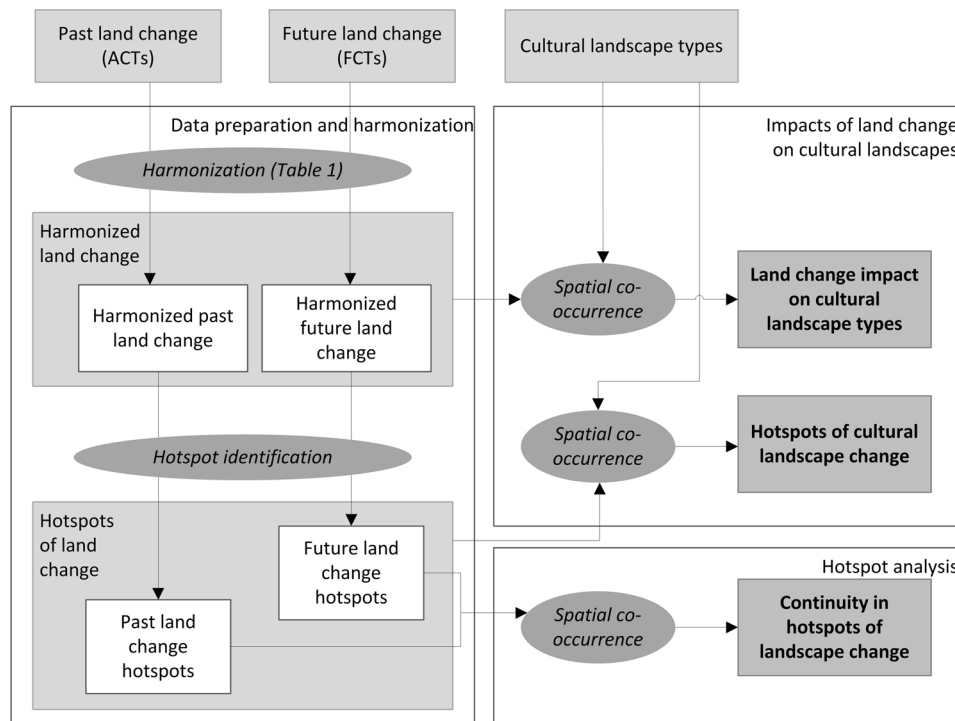 Past land change
(ACTs)
Future land change
(FCTs)
Cultural landscape types
Data preparation and harmonization
Harmonization (Table 1)
Harmonized
land change
Harmonized past
land change
Harmonized
future land
change
Hotspot identification
Hotspots
of land
change
Future land
change
hotspots
Past land
change
hotspots
Impacts of land change
on cultural landscapes
Spatial co-
occurrence
Land change impact
on cultural
landscape types
Spatial co-
occurrence
Hotspots of cultural
landscape change
Hotspot analysis
Spatial co-
occurrence
Continuity in
hotspots of
landscape change